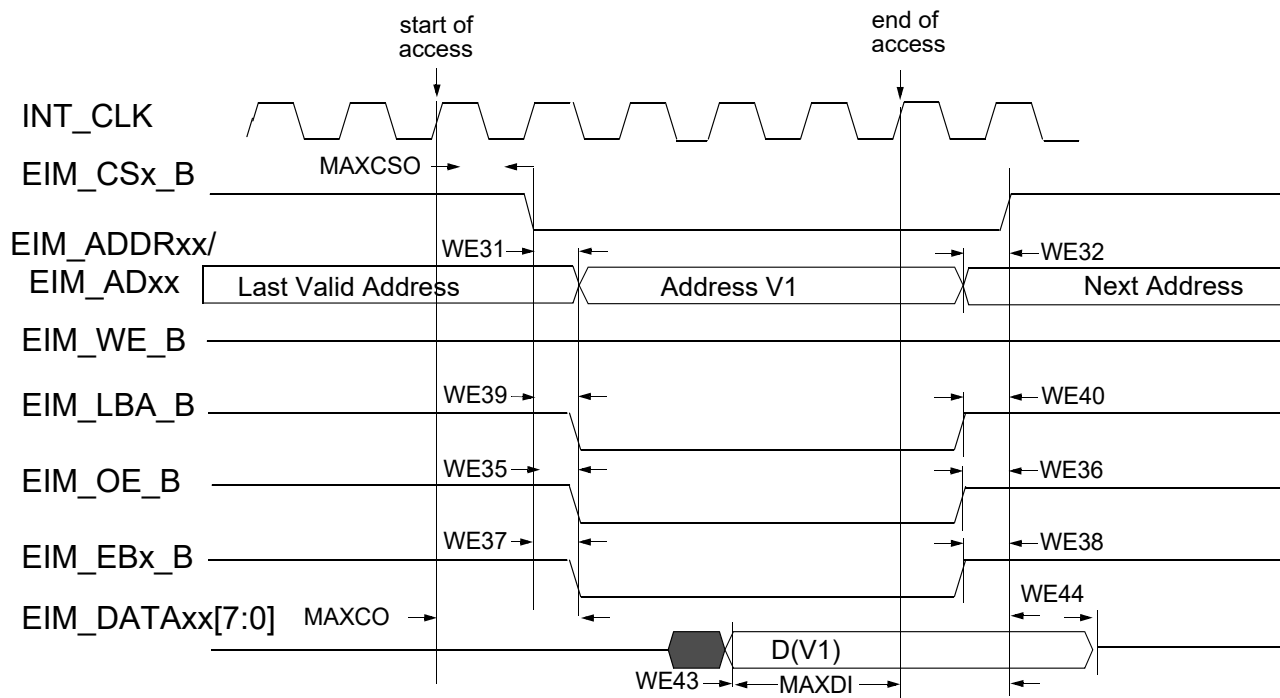 start of
access
end of
access
INT_CLK
MAXCSO
EIM_CSx_B
EIM_ADDRxx/
EIM_ADxx
WE31
WE32
Last Valid Address
Address V1
Next Address
EIM_WE_B
WE39
WE40
EIM_LBA_B
WE35
WE36
EIM_OE_B
WE37
WE38
EIM_EBx_B
WE44
EIM_DATAxx[7:0]
MAXCO
D(V1)
WE43
MAXDI